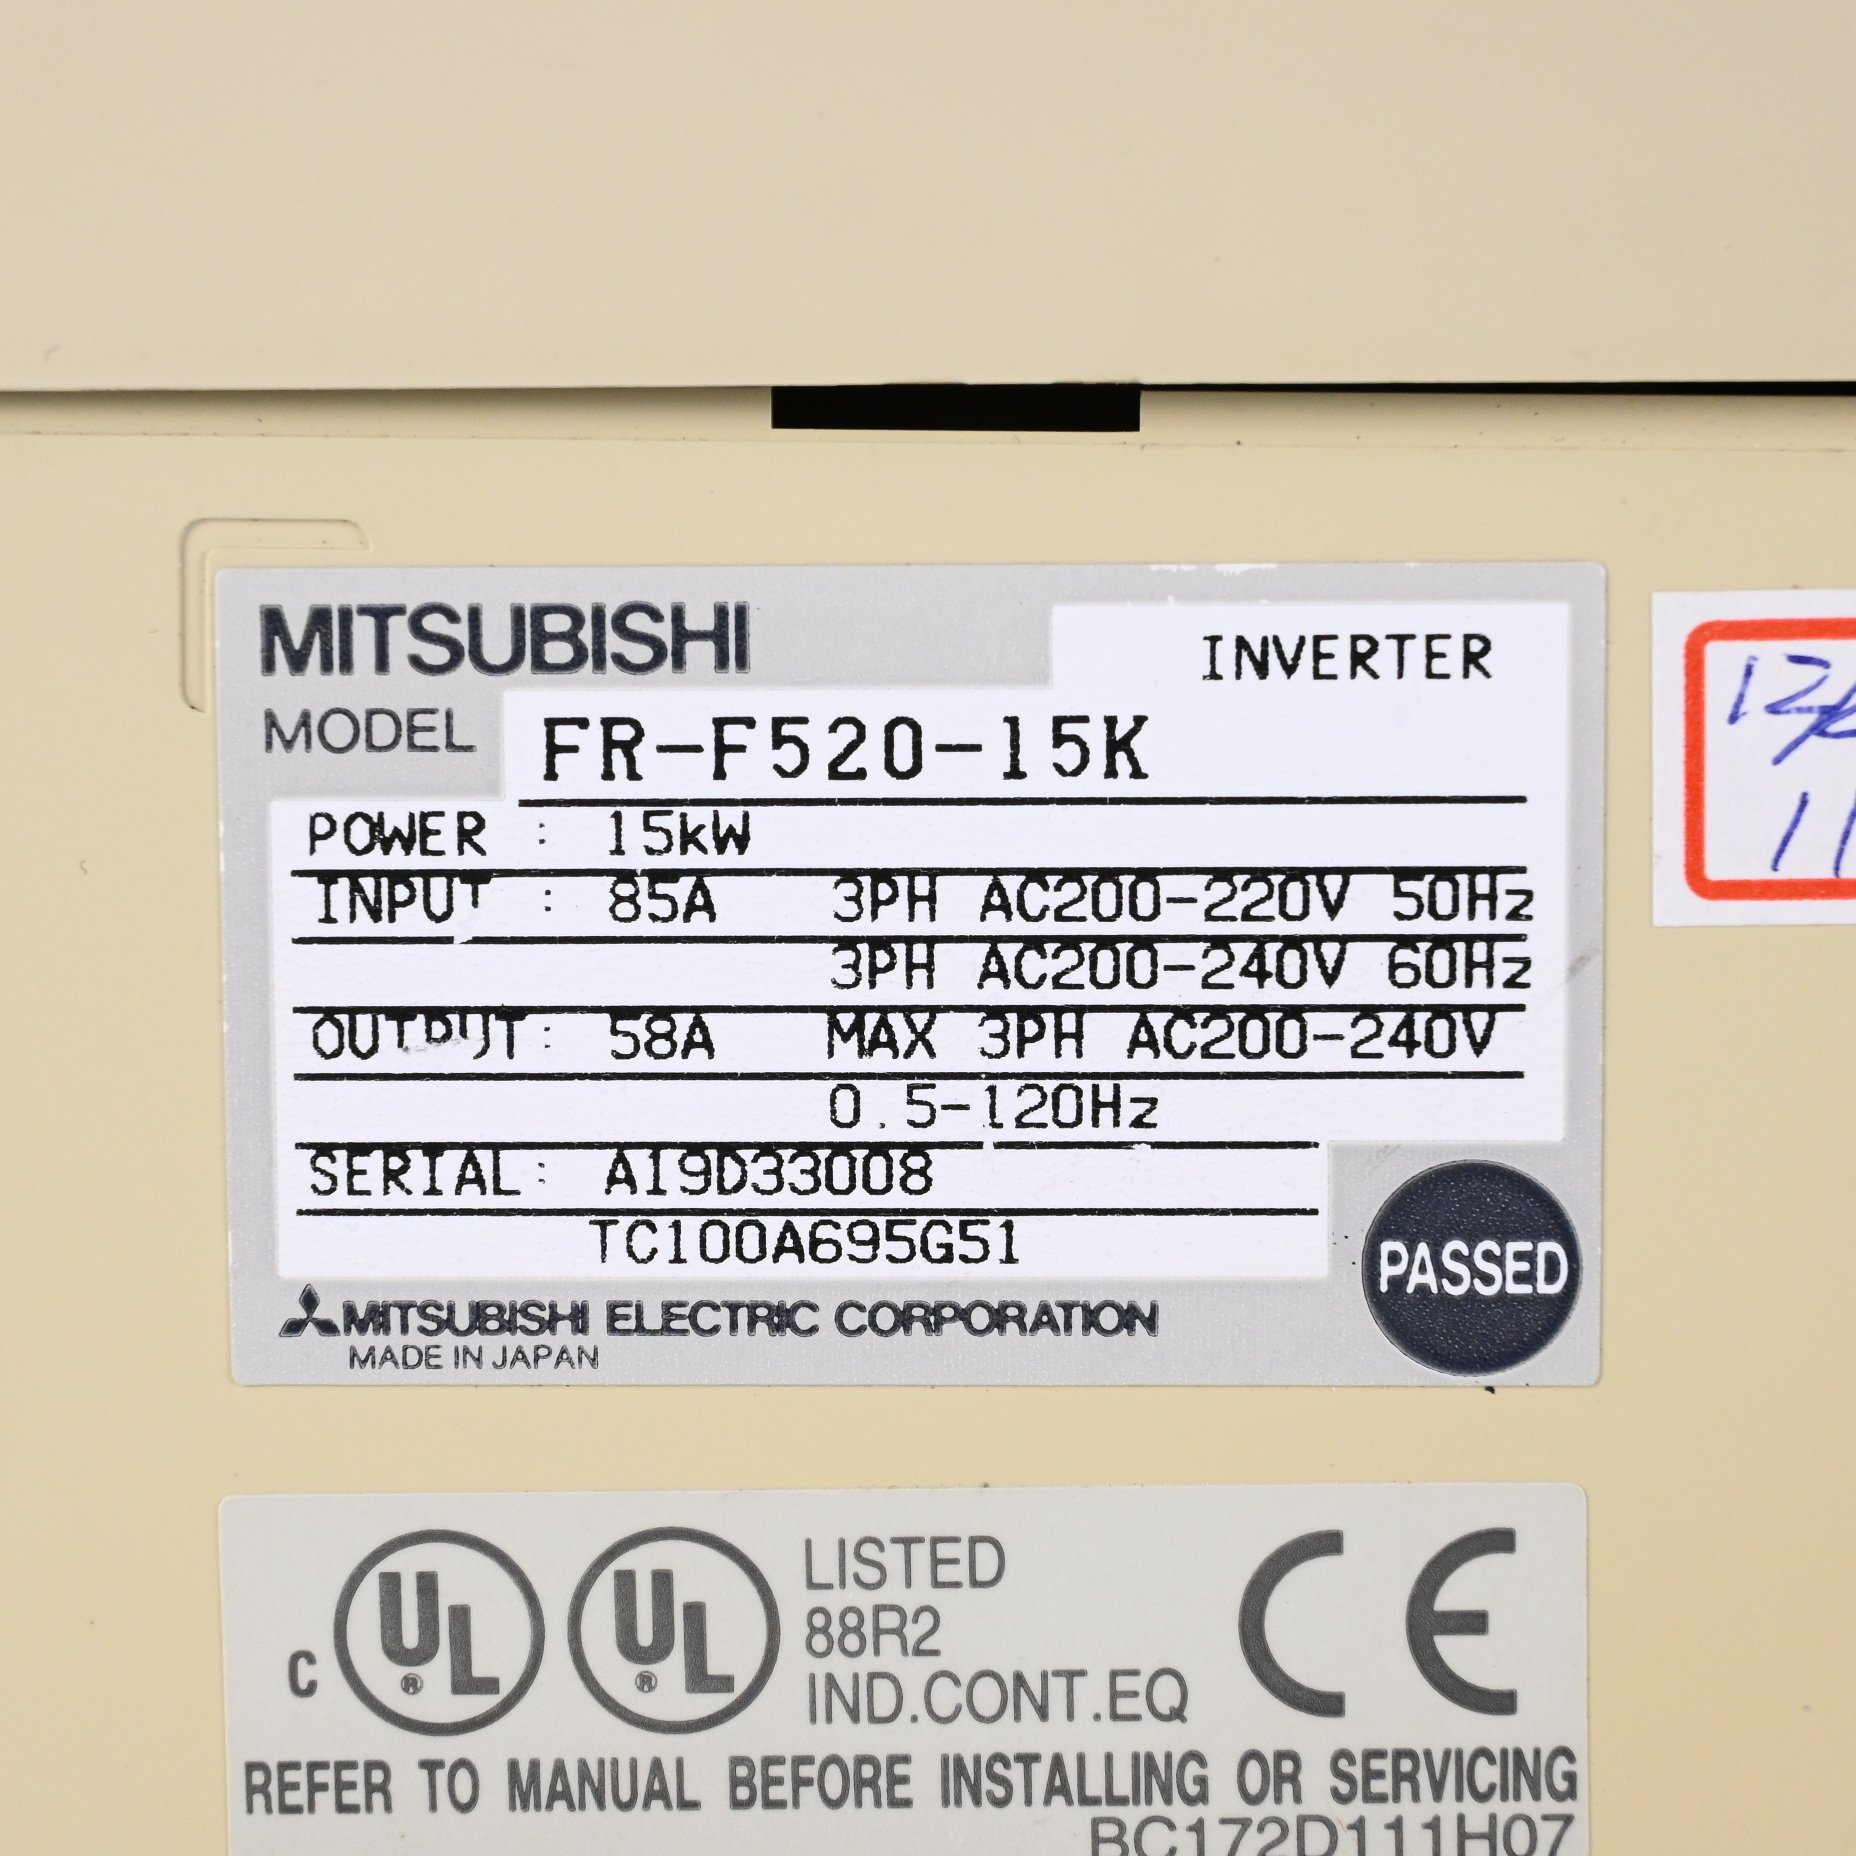 MITSUBISHI
INVERTER
MODEL FR-F520-15K
POWER : 15kW
INPUT : 85A 3PH AC200-220V 50Hz
3PH AC200-240V 60Hz
OUTPUT: 58A MAX 3PH AC200-240V
0.5-120Hz
SERIAL: A19D33008
TC100A695G51
PASSED
MITSUBISHI ELECTRIC CORPORATION
MADE IN JAPAN
C UL® UL® LISTED
88R2
IND.CONT.EQ
CE
REFER TO MANUAL BEFORE INSTALLING OR SERVICING
BC172D111H07